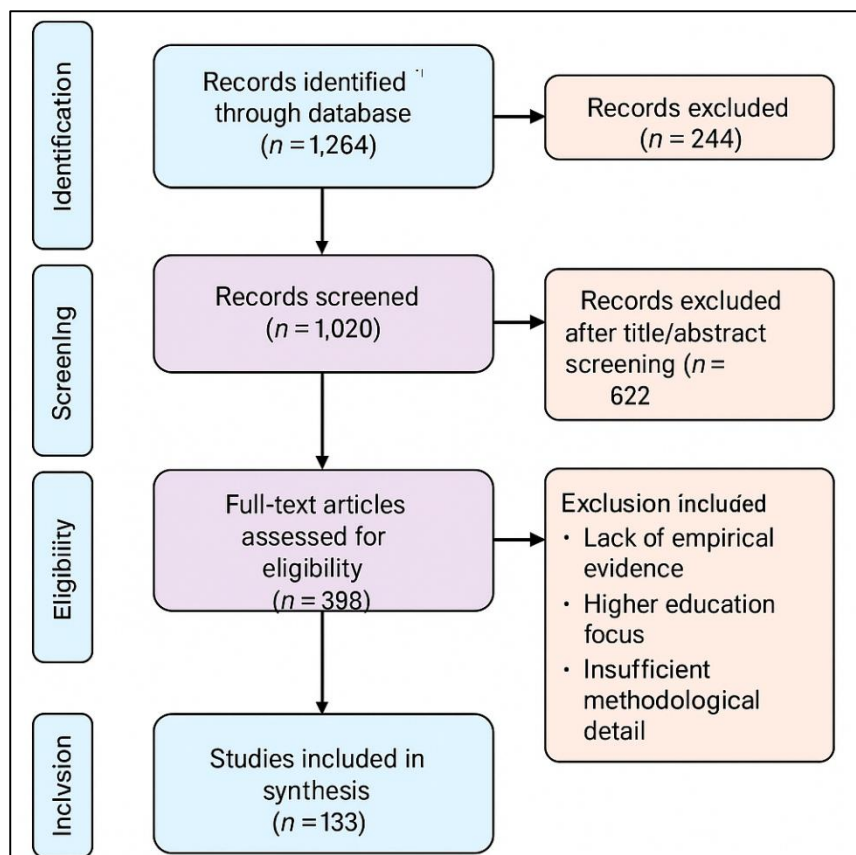 Identification
Records identified
through database
(n = 1,264)
Records excluded
(n = 244)
Screening
Records screened
(n = 1,020)
Records excluded
after title/abstract
screening (n =
622
Eligibility
Full-text articles
assessed for
eligibility
(n = 398)
Exclusion included
· Lack of empirical
evidence
· Higher education
focus
· Insufficient
methodological
detail
Inclvsion
Studies included in
synthesis
(n = 133)